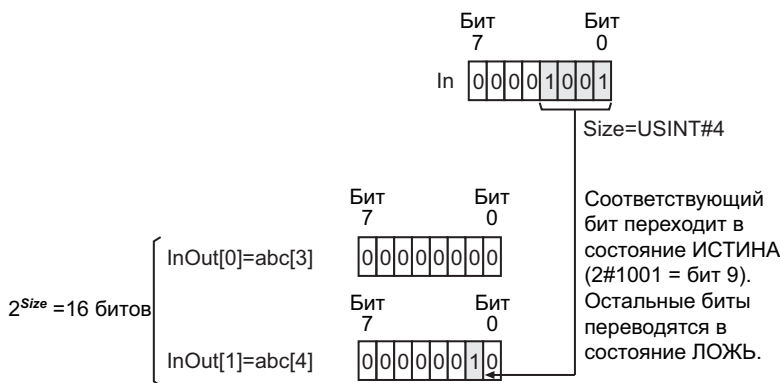 Бит Бит
7 0
In 0 0 0 0 1 0 0 1
Size=USINT#4
Бит Бит
7 0
InOut[0]=abc[3] 0 0 0 0 0 0 0 0
Соответствующий
бит переходит в
состояние ИСТИНА
(2#1001 = бит 9).
Остальные биты
переводятся в
состояние ЛОЖЬ.
2^Size =16 битов
Бит Бит
7 0
InOut[1]=abc[4] 0 0 0 0 0 0 1 0